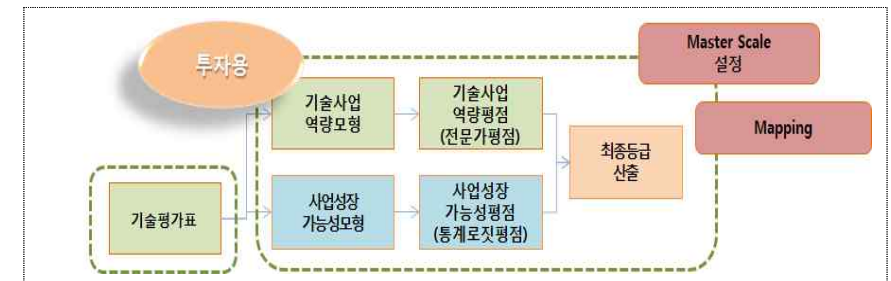 투자용
Master Scale
설정
Mapping
기술사업
역량모형
기술사업
역량평점
(전문가평점)
최종등급
산출
기술평가표
사업성장
가능성모형
사업성장
가능성평점
(통계로짓평점)